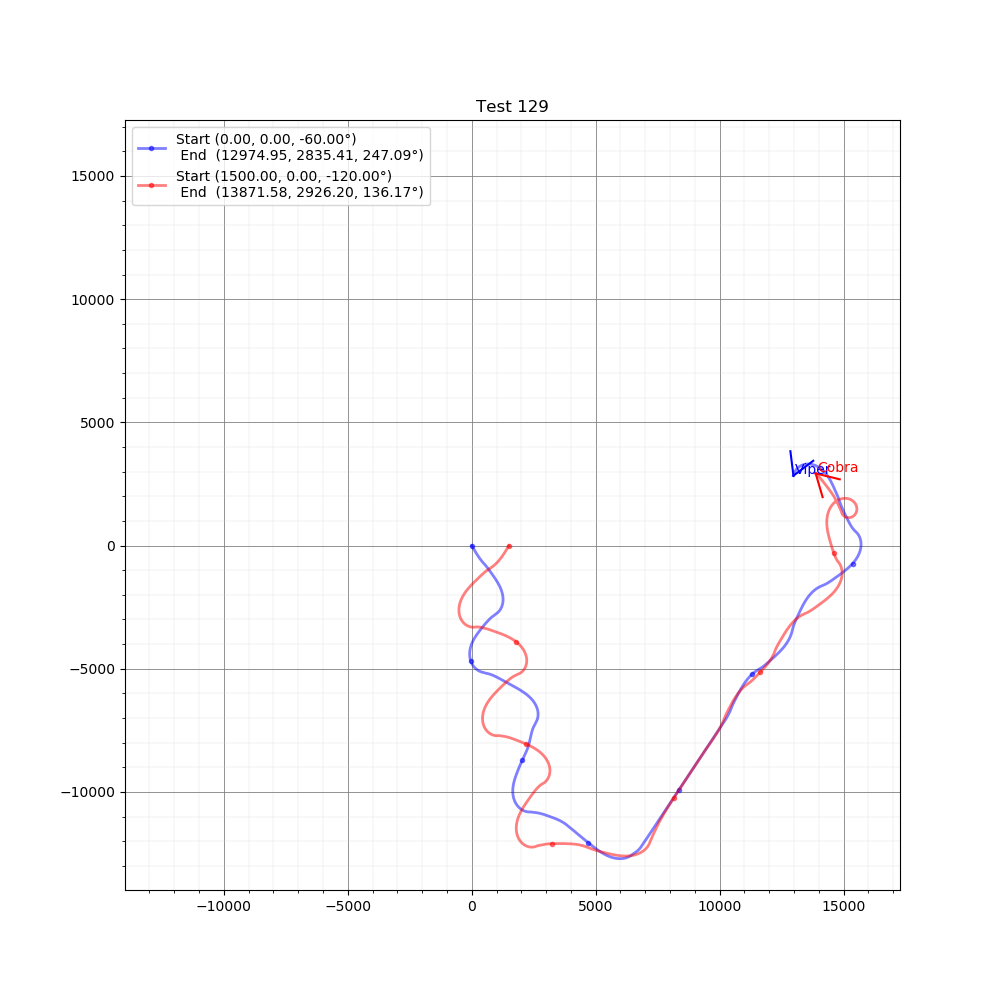 Test 129
Start (0.00, 0.00, -60.00°)
End (12974.95, 2835.41, 247.09°)
Start (1500.00, 0.00, -120.00°)
End (13871.58, 2926.20, 136.17°)
15000
10000
5000
0
−5000
−10000
Viper
Cobra
−10000
−5000
0
5000
10000
15000